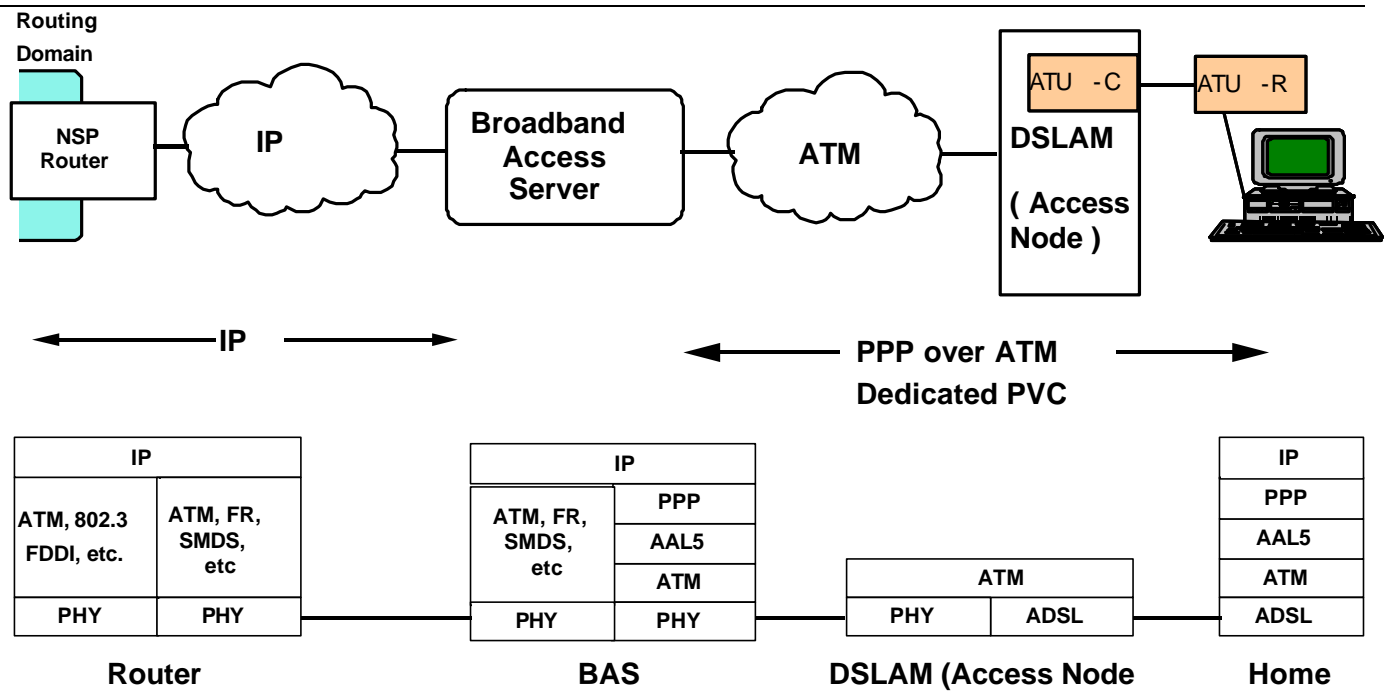 Routing
Domain
NSP
Router
IP
Broadband
Access
Server
ATM
ATU -C
DSLAM
( Access
Node )
ATU -R
IP
PPP over ATM
Dedicated PVC
IP
ATM, 802.3
FDDI, etc.
ATM, FR,
SMDS,
etc
PHY
PHY
Router
IP
ATM, FR,
SMDS,
etc
PPP
AAL5
ATM
PHY
PHY
BAS
ATM
PHY
ADSL
DSLAM (Access Node
IP
PPP
AAL5
ATM
ADSL
Home